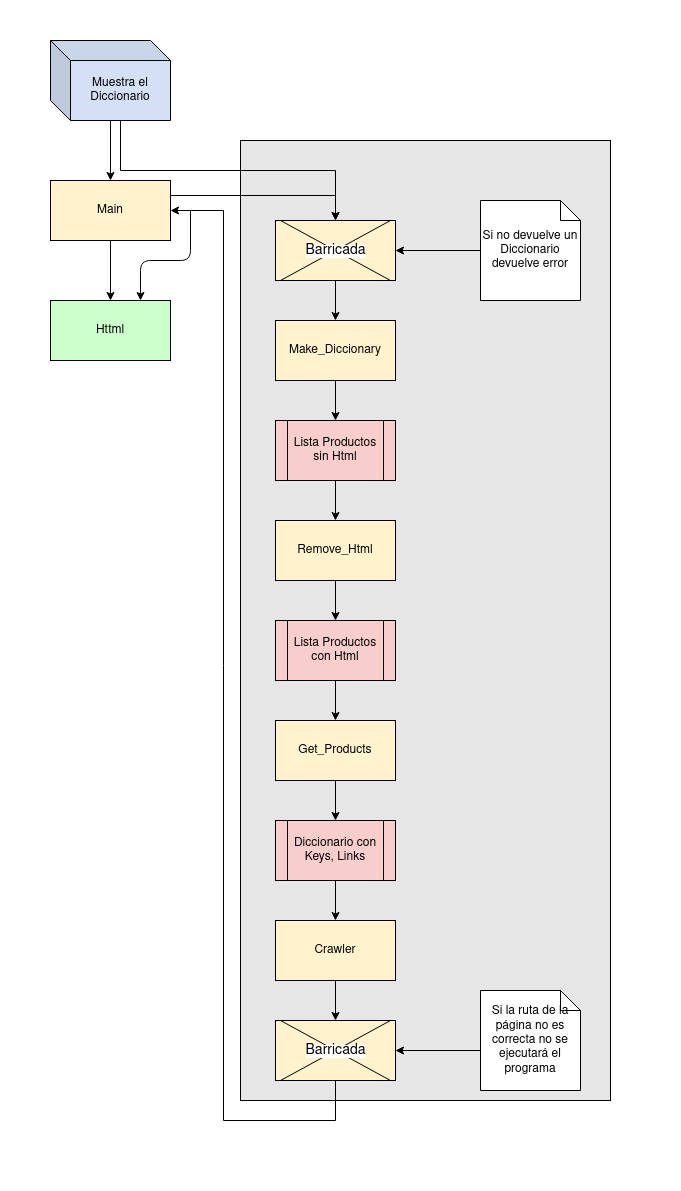 Muestra el
Diccionario
Main
Httml
Barricada
Si no devuelve un
Diccionario
devuelve error
Make_Diccionary
Lista Productos
sin Html
Remove_Html
Lista Productos
con Html
Get_Products
Diccionario con
Keys, Links
Crawler
Barricada
Si la ruta de la
página no es
correcta no se
ejecutará el
programa